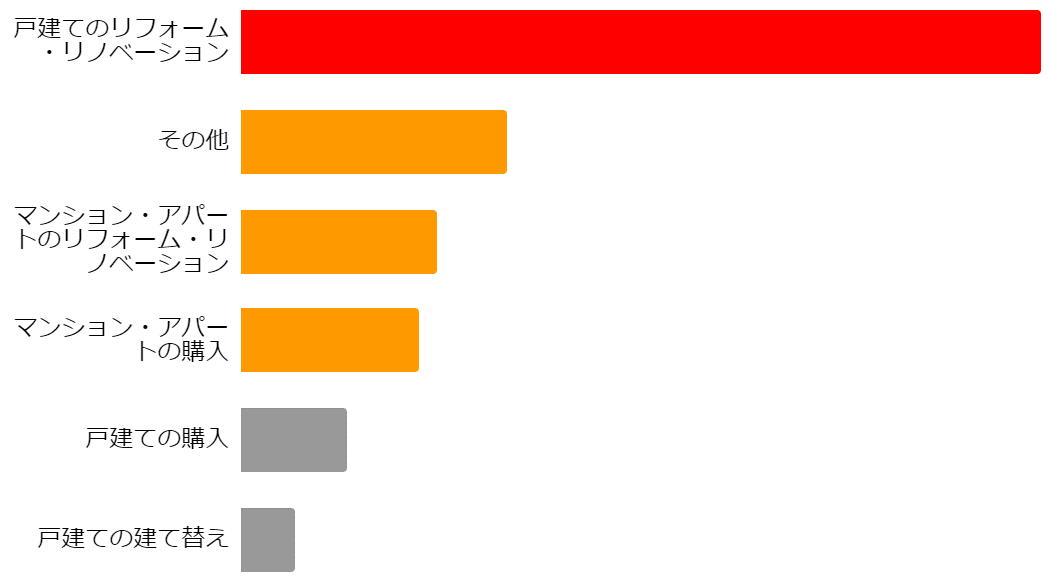 戸建てのリフォーム
・リノベーション
その他
マンション・アパー
トのリフォーム・リ
ノベーション
マンション・アパー
トの購入
戸建ての購入
戸建ての建て替え